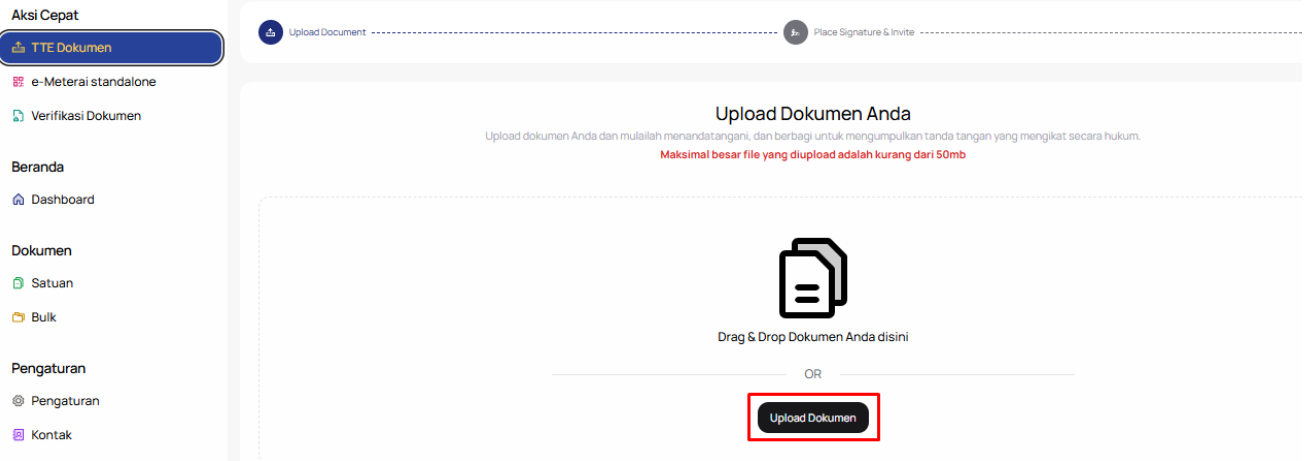 Aksi Cepat
TTE Dokumen
e-Meterai standalone
Verifikasi Dokumen
Beranda
Dashboard
Dokumen
Satuan
Bulk
Pengaturan
Pengaturan
Kontak
Upload Document
Place Signature & Invite
Upload Dokumen Anda
Upload dokumen Anda dan mulailah menandatangani, dan berbagi untuk mengumpulkan tanda tangan yang mengikat secara hukum.
Maksimal besar file yang diupload adalah kurang dari 50mb
Drag & Drop Dokumen Anda disini
OR
Upload Dokumen